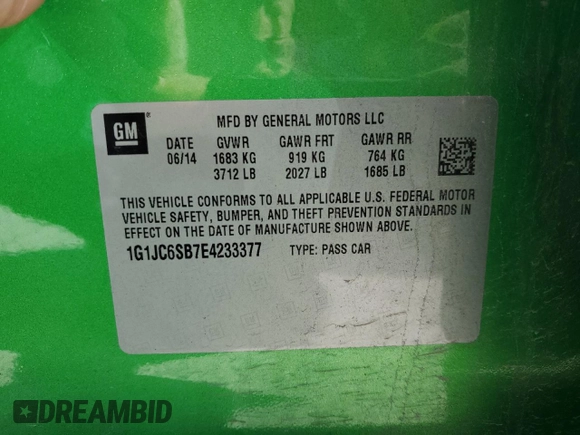 GM
MFD BY GENERAL MOTORS LLC
DATE GVWR GAWR FRT GAWR RR
06/14 1683 KG 919 KG 764 KG
3712 LB 2027 LB 1685 LB
THIS VEHICLE CONFORMS TO ALL APPLICABLE U.S. FEDERAL MOTOR
VEHICLE SAFETY, BUMPER, AND THEFT PREVENTION STANDARDS IN
EFFECT ON THE DATE OF MANUFACTURE SHOWN ABOVE.
1G1JC6SB7E4233377 TYPE: PASS CAR
DREAMBID